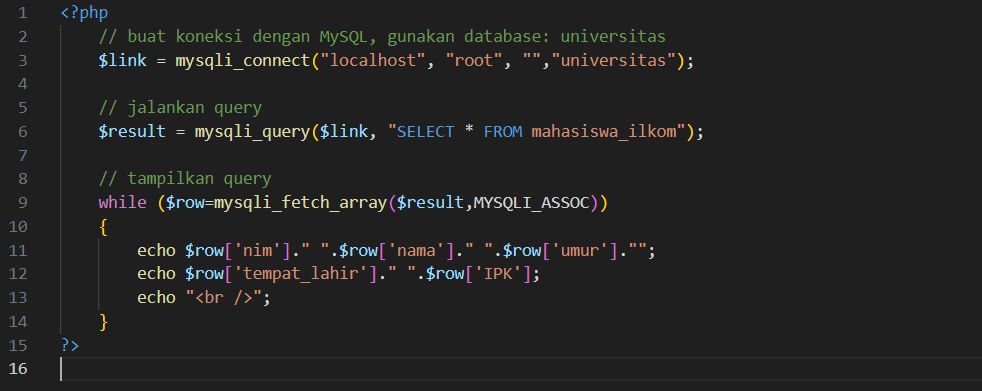 1 <?php
2 // buat koneksi dengan MySQL, gunakan database: universitas
3 $link = mysqli_connect("localhost", "root", "","universitas");
4
5 // jalankan query
6 $result = mysqli_query($link, "SELECT * FROM mahasiswa_ilkom");
7
8 // tampilkan query
9 while ($row=mysqli_fetch_array($result,MYSQLI_ASSOC))
10 {
11 echo $row['nim']." ".$row['nama']." ".$row['umur']."";
12 echo $row['tempat_lahir']." ".$row['IPK'];
13 echo "<br />";
14 }
15 ?>
16